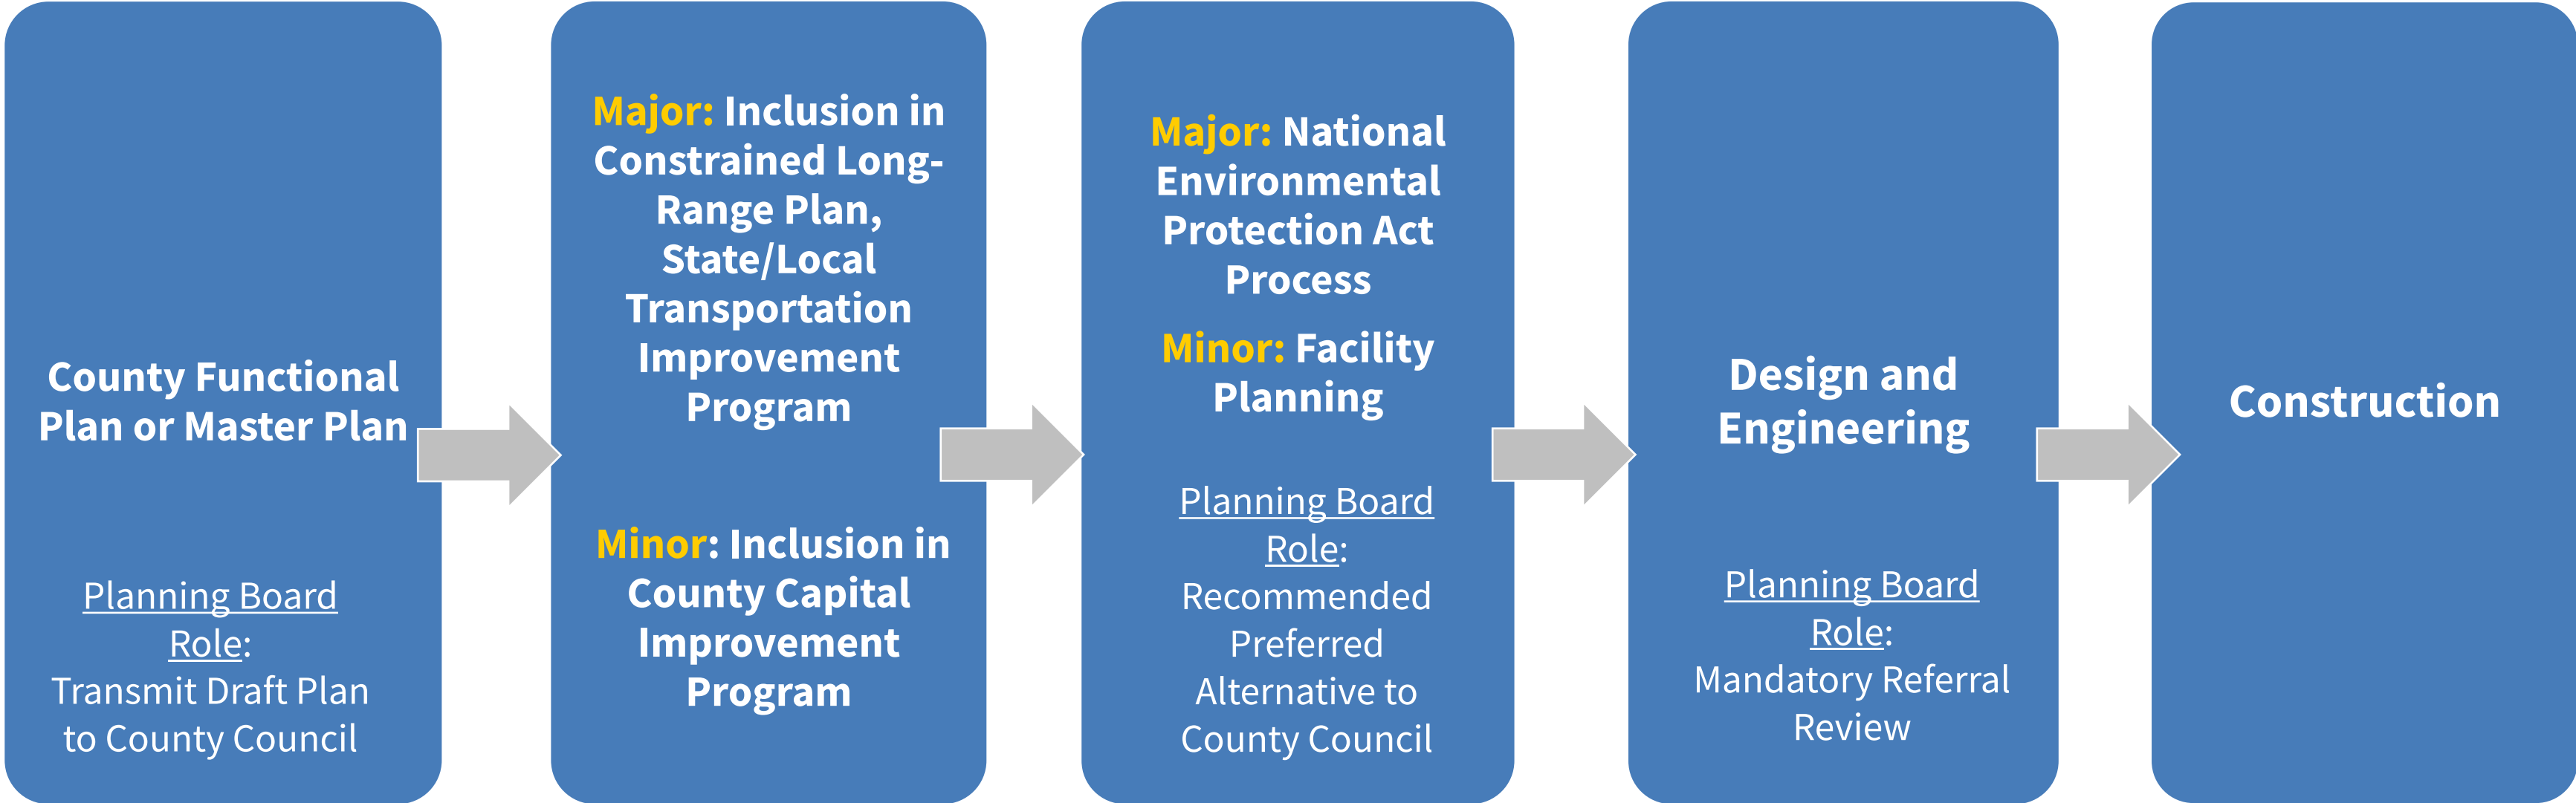 County Functional
Plan or Master Plan
Planning Board
Role:
Transmit Draft Plan
to County Council
Major: Inclusion in
Constrained Long-
Range Plan,
State/Local
Transportation
Improvement
Program
Minor: Inclusion in
County Capital
Improvement
Program
Major: National
Environmental
Protection Act
Process
Minor: Facility
Planning
Planning Board
Role:
Recommended
Preferred
Alternative to
County Council
Design and
Engineering
Planning Board
Role:
Mandatory Referral
Review
Construction